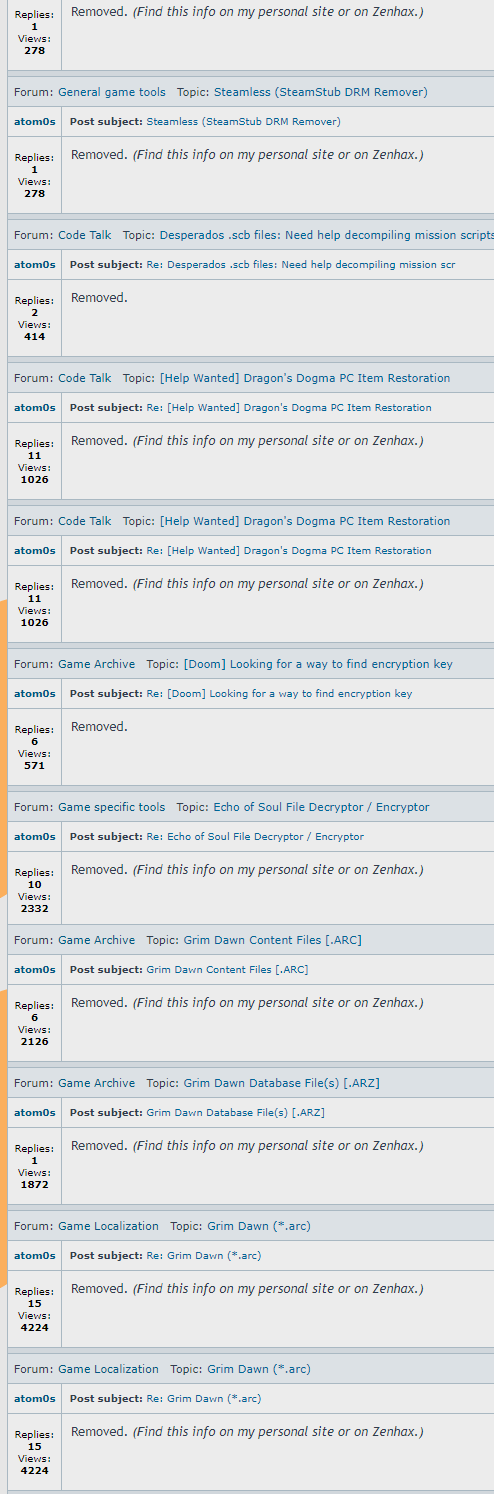 Removed. (Find this info on my personal site or on Zenhax.)
Replies:
1
Views:
278
Forum: General game tools Topic: Steamless (SteamStub DRM Remover)
atom0s Post subject: Steamless (SteamStub DRM Remover)
Removed. (Find this info on my personal site or on Zenhax.)
Replies:
1
Views:
278
Forum: Code Talk Topic: Desperados .scb files: Need help decompiling mission scripts
atom0s Post subject: Re: Desperados .scb files: Need help decompiling mission scr
Removed.
Replies:
2
Views:
414
Forum: Code Talk Topic: [Help Wanted] Dragon's Dogma PC Item Restoration
atom0s Post subject: Re: [Help Wanted] Dragon's Dogma PC Item Restoration
Removed. (Find this info on my personal site or on Zenhax.)
Replies:
11
Views:
1026
Forum: Code Talk Topic: [Help Wanted] Dragon's Dogma PC Item Restoration
atom0s Post subject: Re: [Help Wanted] Dragon's Dogma PC Item Restoration
Removed. (Find this info on my personal site or on Zenhax.)
Replies:
11
Views:
1026
Forum: Game Archive Topic: [Doom] Looking for a way to find encryption key
atom0s Post subject: Re: [Doom] Looking for a way to find encryption key
Removed.
Replies:
6
Views:
571
Forum: Game specific tools Topic: Echo of Soul File Decryptor / Encryptor
atom0s Post subject: Re: Echo of Soul File Decryptor / Encryptor
Removed. (Find this info on my personal site or on Zenhax.)
Replies:
10
Views:
2332
Forum: Game Archive Topic: Grim Dawn Content Files [.ARC]
atom0s Post subject: Grim Dawn Content Files [.ARC]
Removed. (Find this info on my personal site or on Zenhax.)
Replies:
6
Views:
2126
Forum: Game Archive Topic: Grim Dawn Database File(s) [.ARZ]
atom0s Post subject: Grim Dawn Database File(s) [.ARZ]
Removed. (Find this info on my personal site or on Zenhax.)
Replies:
1
Views:
1872
Forum: Game Localization Topic: Grim Dawn (*.arc)
atom0s Post subject: Re: Grim Dawn (*.arc)
Removed. (Find this info on my personal site or on Zenhax.)
Replies:
15
Views:
4224
Forum: Game Localization Topic: Grim Dawn (*.arc)
atom0s Post subject: Re: Grim Dawn (*.arc)
Removed. (Find this info on my personal site or on Zenhax.)
Replies:
15
Views:
4224